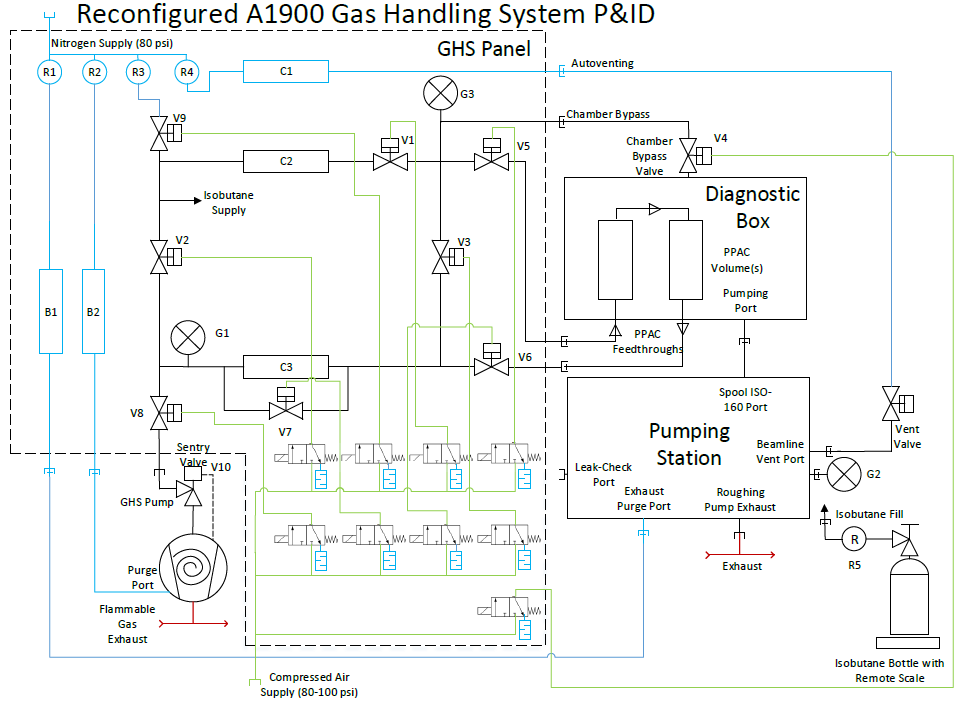 Reconfigured A1900 Gas Handling System P&ID
Nitrogen Supply (80 psi)
GHS Panel
R1
R2
R3
R4
C1
Autoventing
G3
Chamber Bypass
V9
V1
V5
Chamber
Bypass
Valve
V4
C2
Isobutane
Supply
Diagnostic
Box
V2
V3
PPAC
Volume(s)
Pumping
Port
B1
B2
G1
PPAC
Feedthroughs
C3
V6
V8
V7
Spool ISO-
160 Port
Vent
Valve
Pumping
Station
Beamline
Vent Port
Sentry
Valve
V10
Leak-Check
Port
G2
GHS Pump
Exhaust
Purge Port
Roughing
Pump Exhaust
Isobutane Fill
R
R5
Purge
Port
Exhaust
Flammable
Gas
Exhaust
Isobutane Bottle with
Remote Scale
Compressed Air
Supply (80-100 psi)